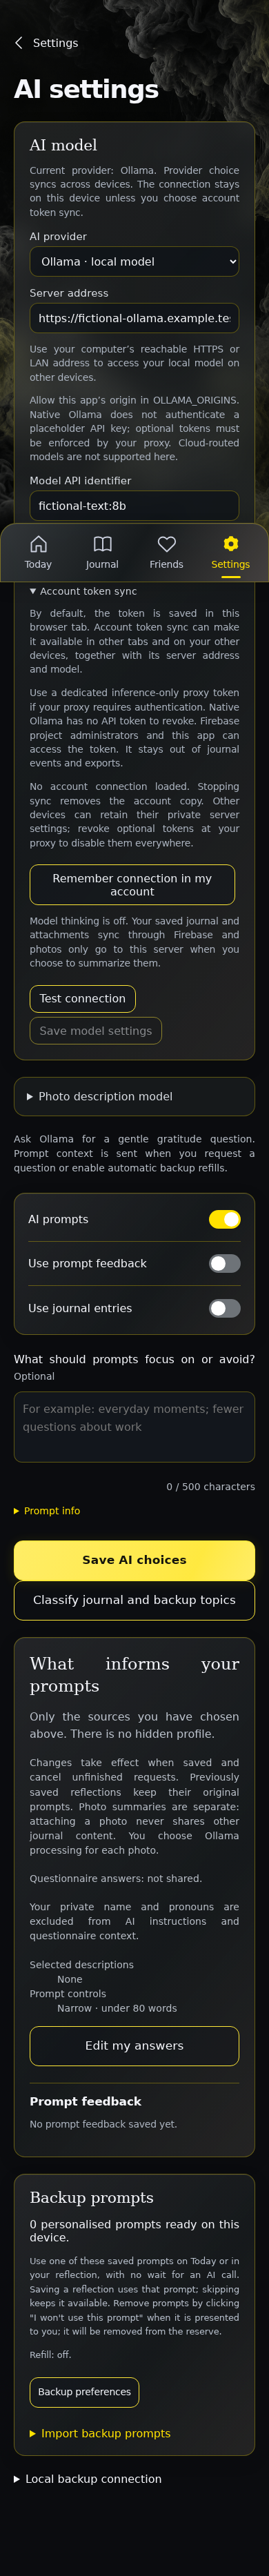 Settings
AI settings
AI model
Current provider: Ollama. Provider choice
syncs across devices. The connection stays
on this device unless you choose account
token sync.
AI provider
Ollama · local model
Server address
https://fictional-ollama.example.te
Use your computer's reachable HTTPS or
LAN address to access your local model on
other devices.
Allow this app's origin in OLLAMA_ORIGINS.
Native Ollama does not authenticate a
placeholder API key; optional tokens must
be enforced by your proxy. Cloud-routed
models are not supported here.
Model API identifier
fictional-text:8b
Today
Journal
Friends
Settings
▼ Account token sync
By default, the token is saved in this
browser tab. Account token sync can make
it available in other tabs and on your other
devices, together with its server address
and model.
Use a dedicated inference-only proxy token
if your proxy requires authentication. Native
Ollama has no API token to revoke. Firebase
project administrators and this app can
access the token. It stays out of journal
events and exports.
No account connection loaded. Stopping
sync removes the account copy. Other
devices can retain their private server
settings; revoke optional tokens at your
proxy to disable them everywhere.
Remember connection in my
account
Model thinking is off. Your saved journal and
attachments sync through Firebase and
photos only go to this server when you
choose to summarize them.
Test connection
Save model settings
▶ Photo description model
Ask Ollama for a gentle gratitude question.
Prompt context is sent when you request a
question or enable automatic backup refills.
AI prompts
Use prompt feedback
Use journal entries
What should prompts focus on or avoid?
Optional
For example: everyday moments; fewer
questions about work
0 / 500 characters
▶ Prompt info
Save AI choices
Classify journal and backup topics
What informs your
prompts
Only the sources you have chosen
above. There is no hidden profile.
Changes take effect when saved and
cancel unfinished requests. Previously
saved reflections keep their original
prompts. Photo summaries are separate:
attaching a photo never shares other
journal content. You choose Ollama
processing for each photo.
Questionnaire answers: not shared.
Your private name and pronouns are
excluded from AI instructions and
questionnaire context.
Selected descriptions
None
Prompt controls
Narrow · under 80 words
Edit my answers
Prompt feedback
No prompt feedback saved yet.
Backup prompts
0 personalised prompts ready on this
device.
Use one of these saved prompts on Today or in
your reflection, with no wait for an AI call.
Saving a reflection uses that prompt; skipping
keeps it available. Remove prompts by clicking
"I won't use this prompt" when it is presented
to you; it will be removed from the reserve.
Refill: off.
Backup preferences
▶ Import backup prompts
▶ Local backup connection